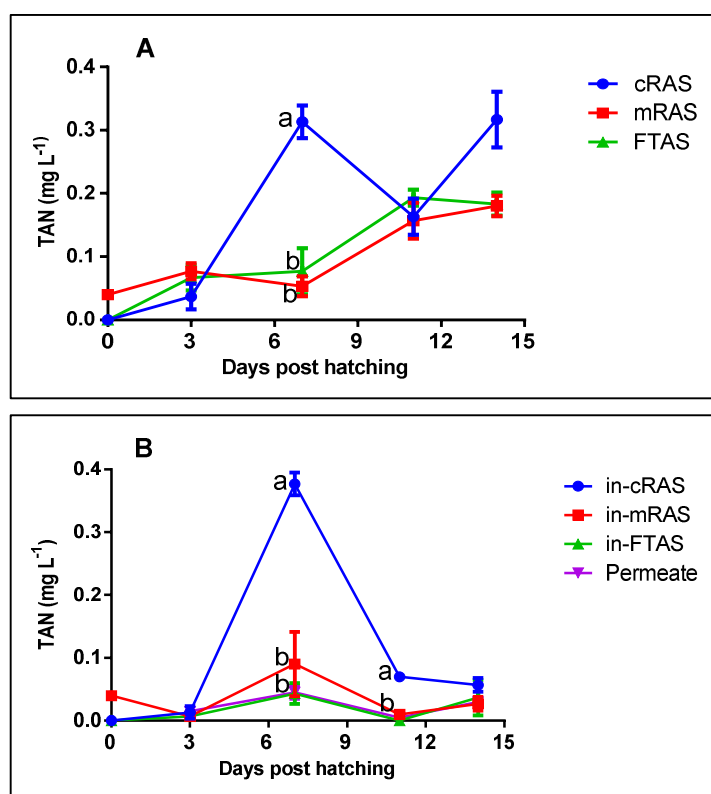 A
0.4
0.3
0.2
0.1
0.0
TAN (mg L-1)
a
b
b
0 3 6 9 12 15
Days post hatching
cRAS
mRAS
FTAS
B
0.4
0.3
0.2
0.1
0.0
TAN (mg L-1)
a
b
b
a
b
0 3 6 9 12 15
Days post hatching
in-cRAS
in-mRAS
in-FTAS
Permeate